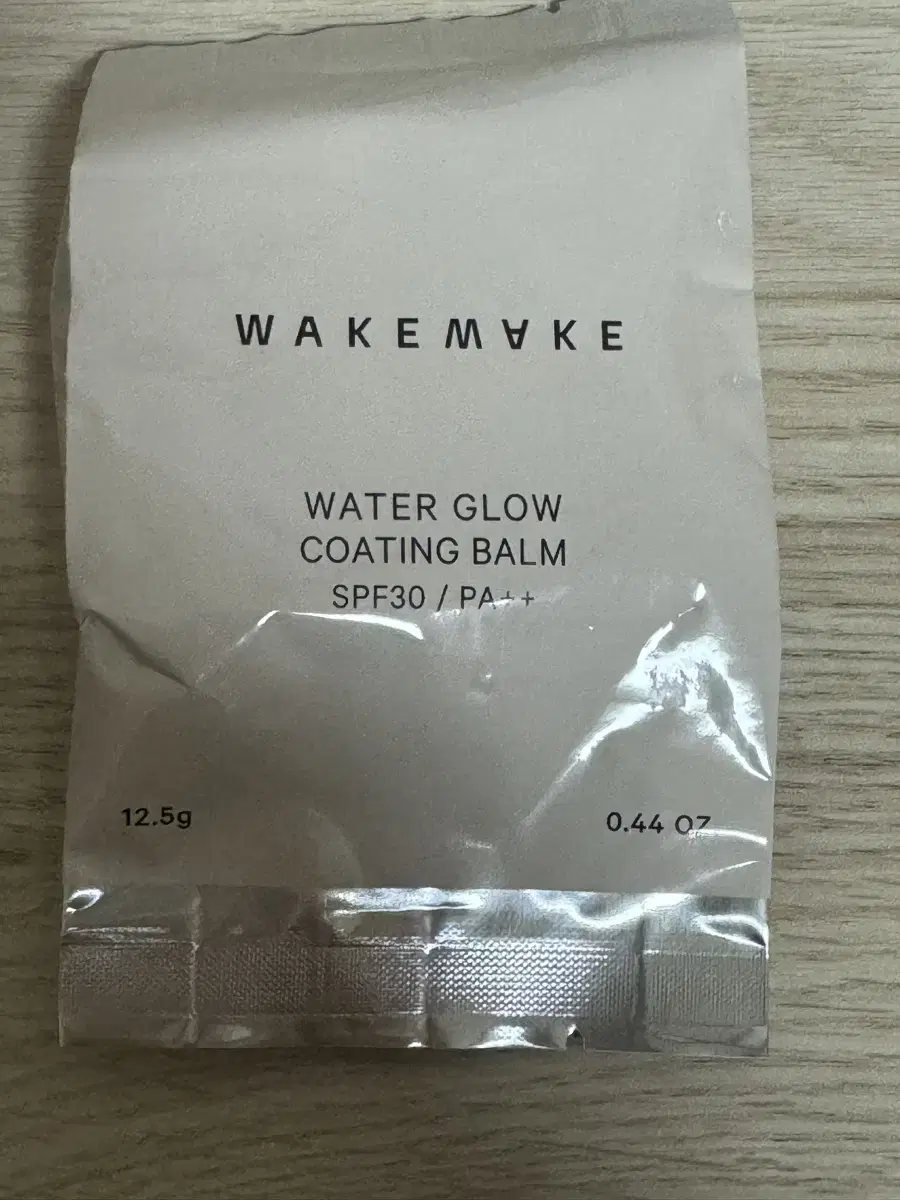 WAKEMAKE
WATER GLOW
COATING BALM
SPF30 / PA++
12.5g
0.44 OZ